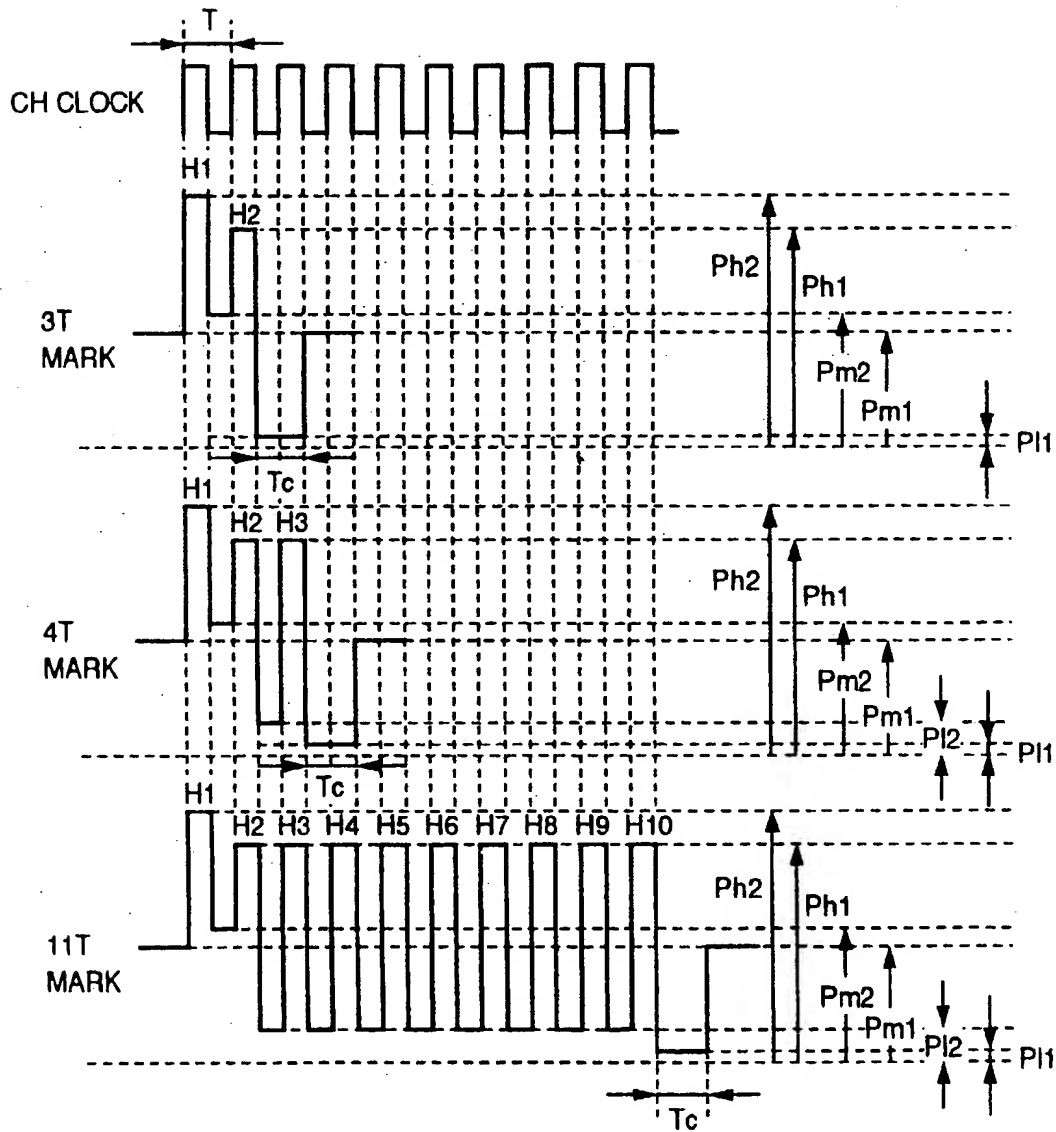 T
CH CLOCK
H1
H2
Ph2
Ph1
3T
MARK
Pm2
Pm1
Pl1
Tc
H1
H2 H3
Ph2
Ph1
4T
MARK
Pm2
Pm1
Pl2
Pl1
Tc
H1
H2 H3 H4 H5 H6 H7 H8 H9 H10
Ph2
Ph1
11T
MARK
Pm2
Pm1
Pl2
Pl1
Tc